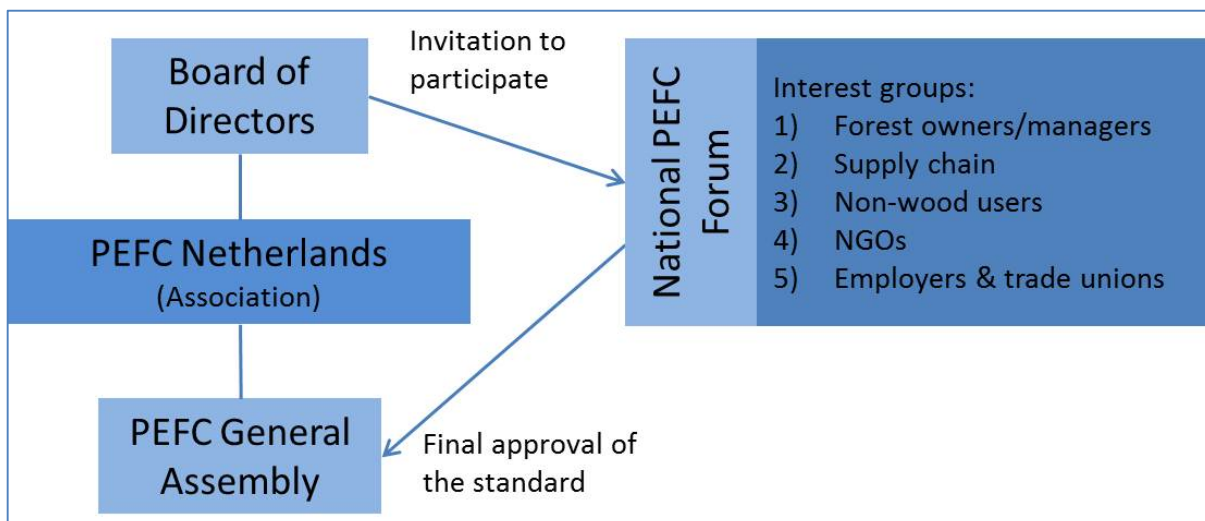 Board of
Directors
Invitation to
participate
PEFC Netherlands
(Association)
PEFC General
Assembly
Final approval of
the standard
National PEFC
Forum
Interest groups:
1) Forest owners/managers
2) Supply chain
3) Non-wood users
4) NGOs
5) Employers & trade unions